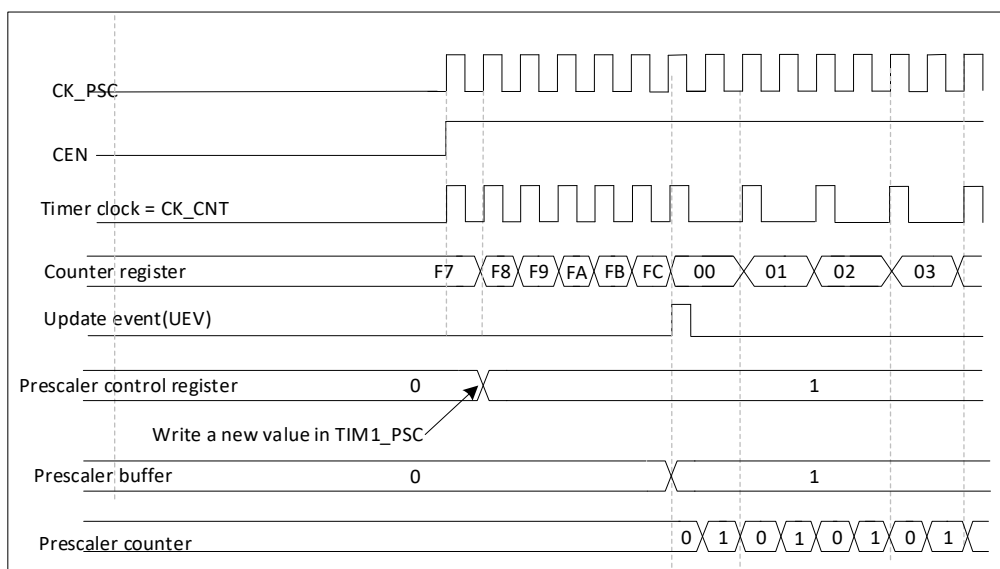 CK_PSC
CEN
Timer clock = CK_CNT
Counter register F7 F8 F9 FA FB FC 00 01 02 03
Update event(UEV)
Prescaler control register 0 1
Write a new value in TIM1_PSC
Prescaler buffer 0 1
Prescaler counter 0 1 0 1 0 1 0 1